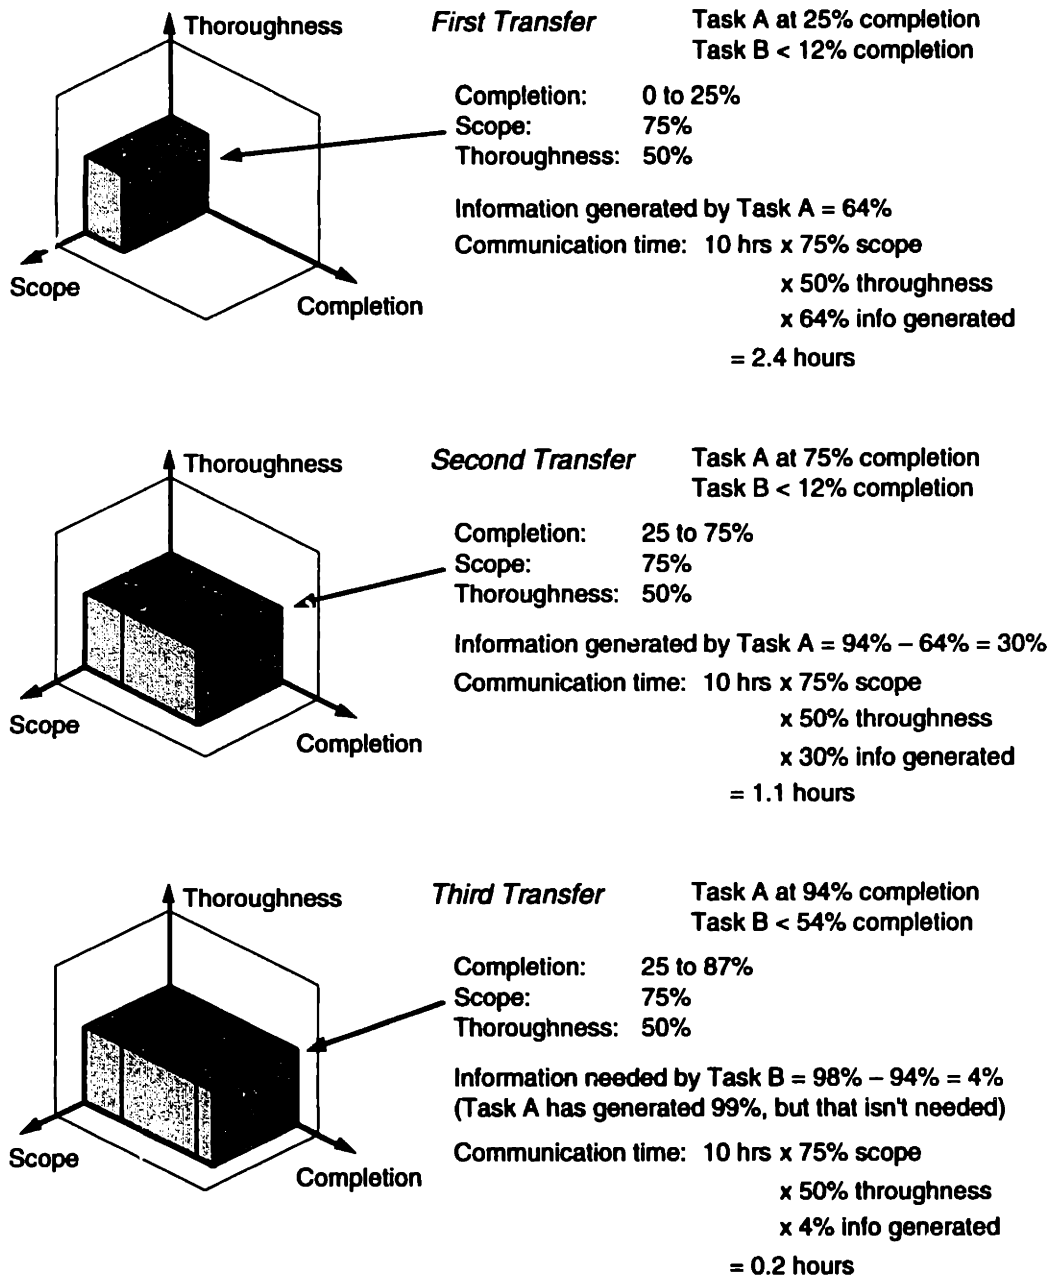 Thoroughness
First Transfer
Task A at 25% completion
Task B < 12% completion
Completion: 0 to 25%
Scope: 75%
Thoroughness: 50%
Information generated by Task A = 64%
Communication time: 10 hrs x 75% scope
x 50% throughness
x 64% info generated
= 2.4 hours
Scope
Completion
Thoroughness
Second Transfer
Task A at 75% completion
Task B < 12% completion
Completion: 25 to 75%
Scope: 75%
Thoroughness: 50%
Information generated by Task A = 94% – 64% = 30%
Communication time: 10 hrs x 75% scope
x 50% throughness
x 30% info generated
= 1.1 hours
Scope
Completion
Thoroughness
Third Transfer
Task A at 94% completion
Task B < 54% completion
Completion: 25 to 87%
Scope: 75%
Thoroughness: 50%
Information needed by Task B = 98% – 94% = 4%
(Task A has generated 99%, but that isn't needed)
Communication time: 10 hrs x 75% scope
x 50% throughness
x 4% info generated
= 0.2 hours
Scope
Completion